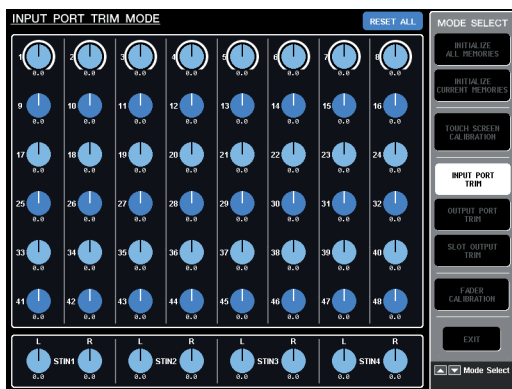 INPUT PORT TRIM MODE
RESET ALL
1 2 3 4 5 6 7 8
0.0 0.0 0.0 0.0 0.0 0.0 0.0 0.0
9 10 11 12 13 14 15 16
0.0 0.0 0.0 0.0 0.0 0.0 0.0 0.0
17 18 19 20 21 22 23 24
0.0 0.0 0.0 0.0 0.0 0.0 0.0 0.0
25 26 27 28 29 30 31 32
0.0 0.0 0.0 0.0 0.0 0.0 0.0 0.0
33 34 35 36 37 38 39 40
0.0 0.0 0.0 0.0 0.0 0.0 0.0 0.0
41 42 43 44 45 46 47 48
0.0 0.0 0.0 0.0 0.0 0.0 0.0 0.0
L R L R L R L R
STIN1 STIN2 STIN3 STIN4
0.0 0.0 0.0 0.0 0.0 0.0 0.0 0.0
MODE SELECT
INITIALIZE
ALL MEMORIES
INITIALIZE
CURRENT MEMORIES
TOUCH SCREEN
CALIBRATION
INPUT PORT
TRIM
OUTPUT PORT
TRIM
SLOT OUTPUT
TRIM
FADER
CALIBRATION
EXIT
Mode Select